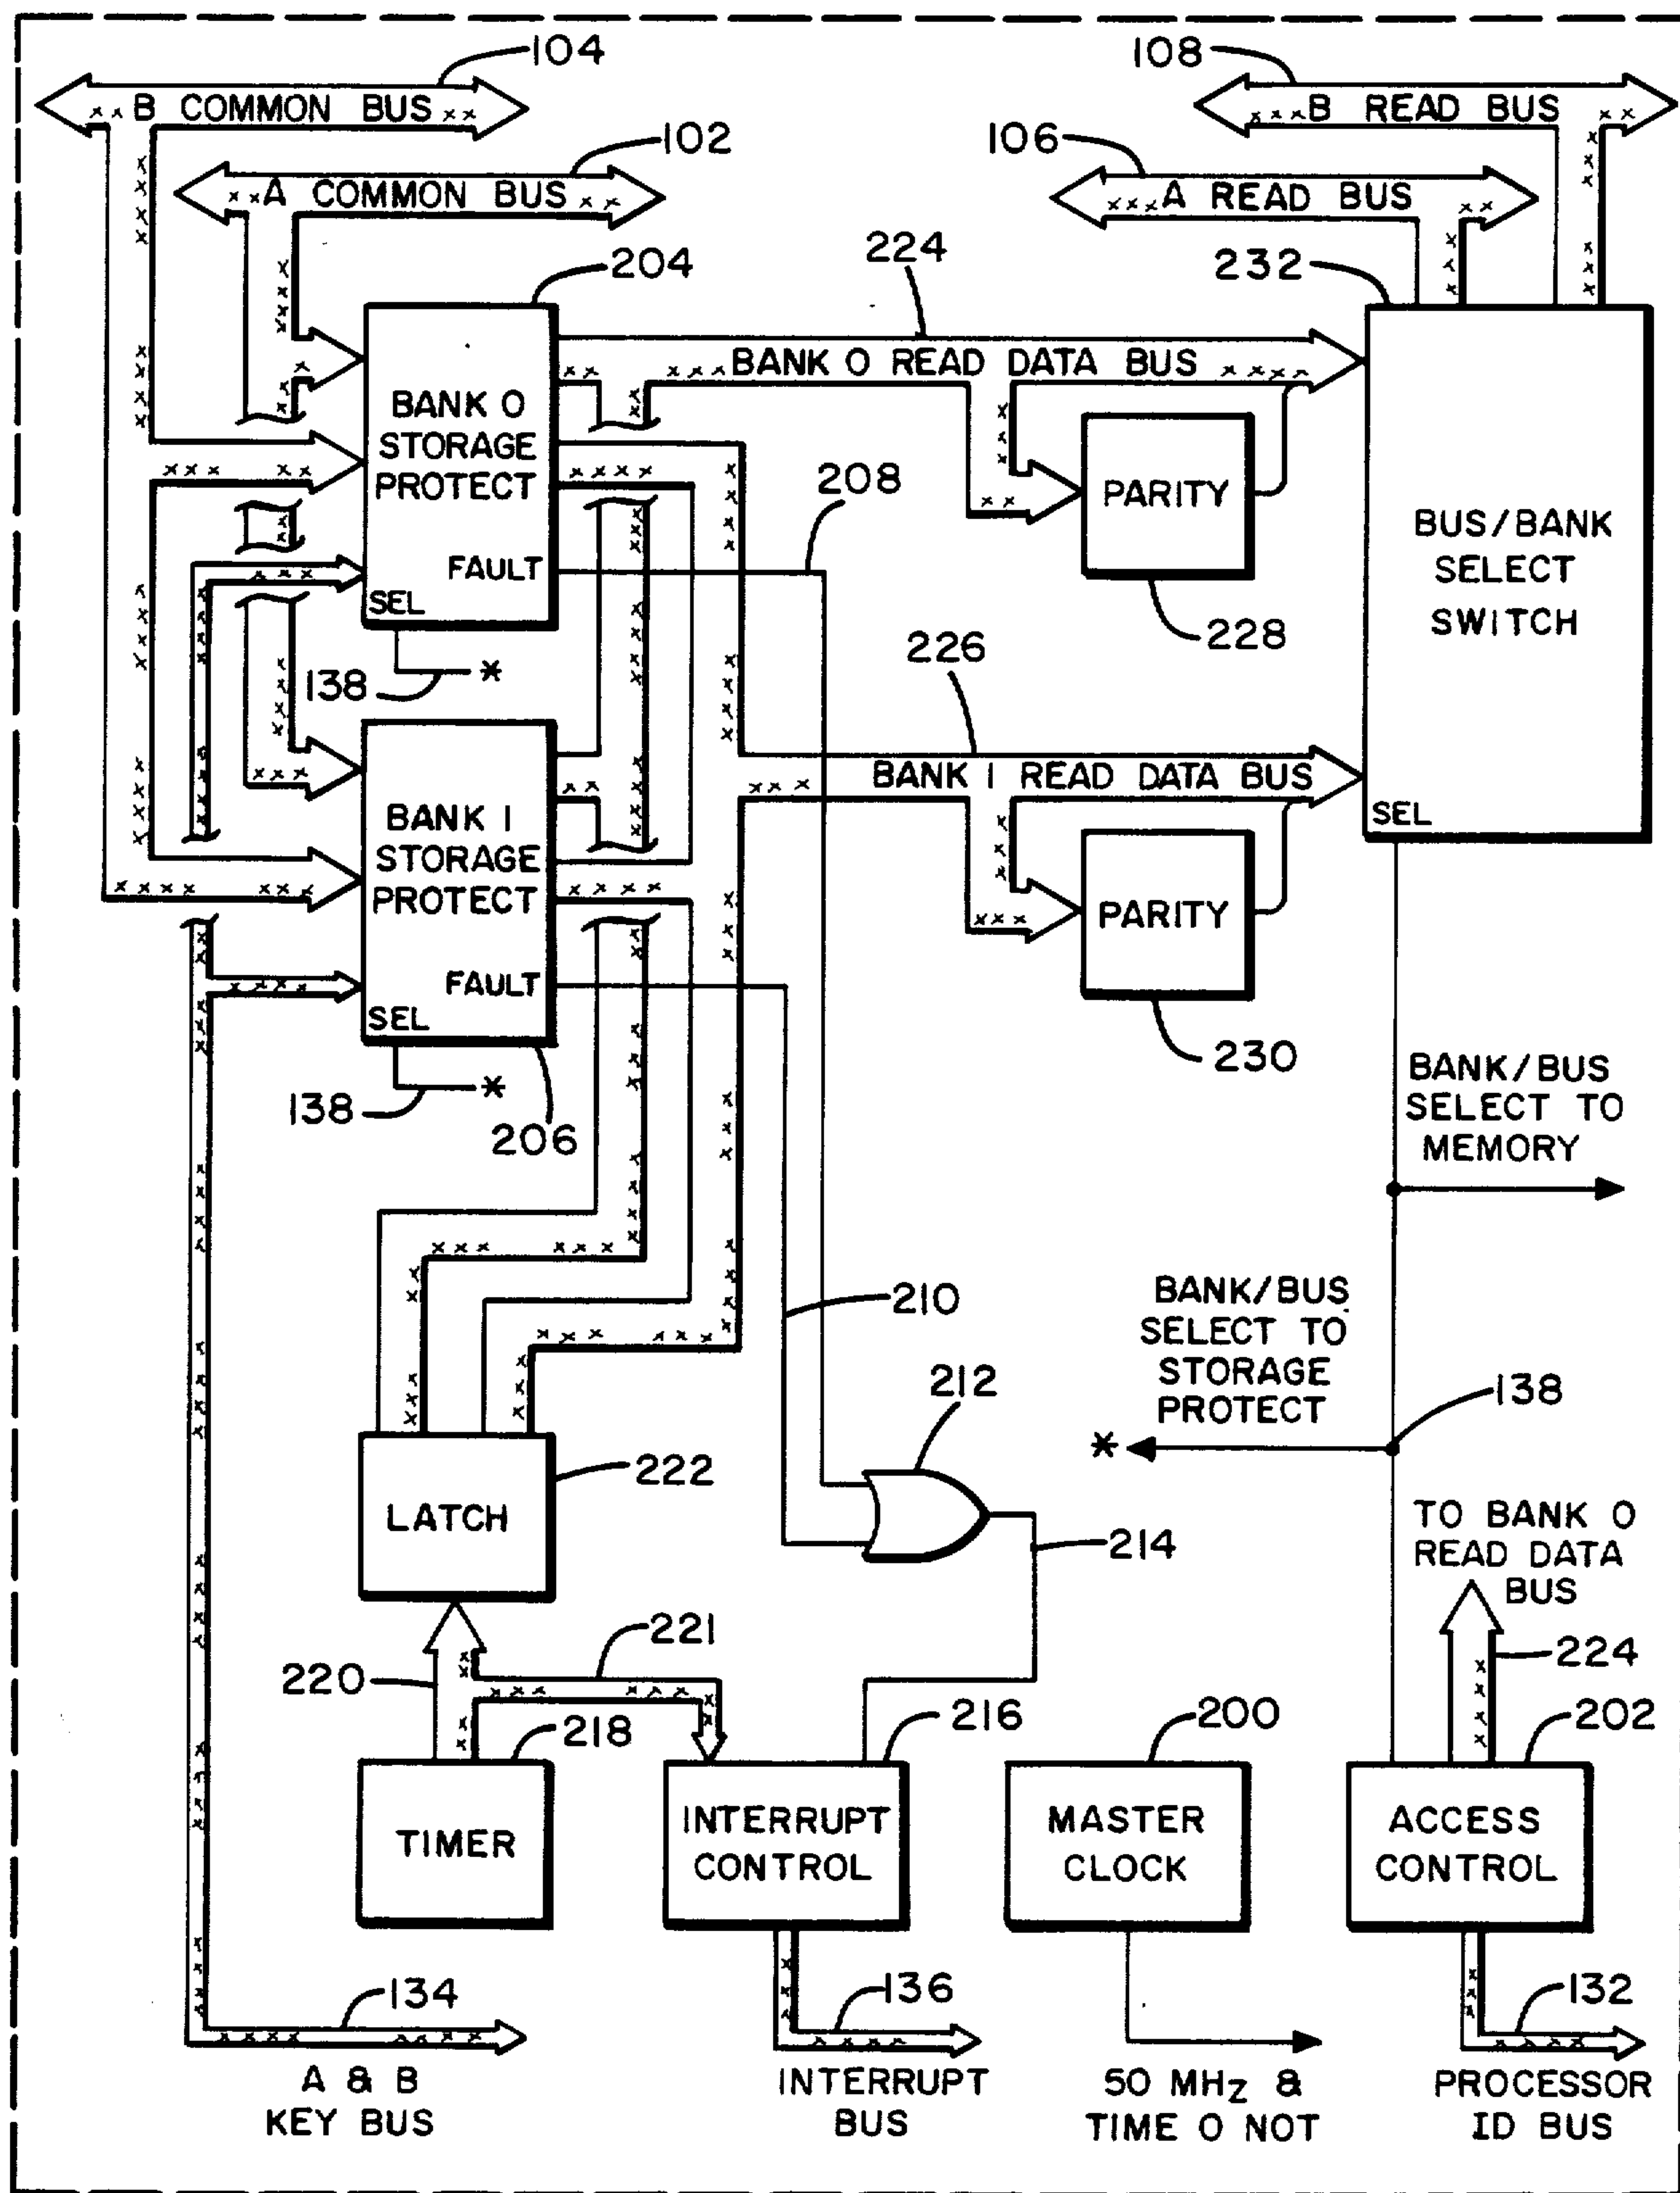 104
B COMMON BUS
108
B READ BUS
102
A COMMON BUS
106
A READ BUS
204
224
232
BANK 0 READ DATA BUS
BANK 0
STORAGE
PROTECT
FAULT
SEL
208
PARITY
228
BUS/BANK
SELECT
SWITCH
SEL
138
*
226
BANK 1 READ DATA BUS
BANK 1
STORAGE
PROTECT
FAULT
SEL
PARITY
230
138
*
206
BANK/BUS
SELECT TO
MEMORY
210
BANK/BUS
SELECT TO
STORAGE
PROTECT
*
138
212
222
LATCH
214
TO BANK 0
READ DATA
BUS
224
221
220
218
216
200
202
TIMER
INTERRUPT
CONTROL
MASTER
CLOCK
ACCESS
CONTROL
134
136
132
A & B
KEY BUS
INTERRUPT
BUS
50 MHz &
TIME 0 NOT
PROCESSOR
ID BUS